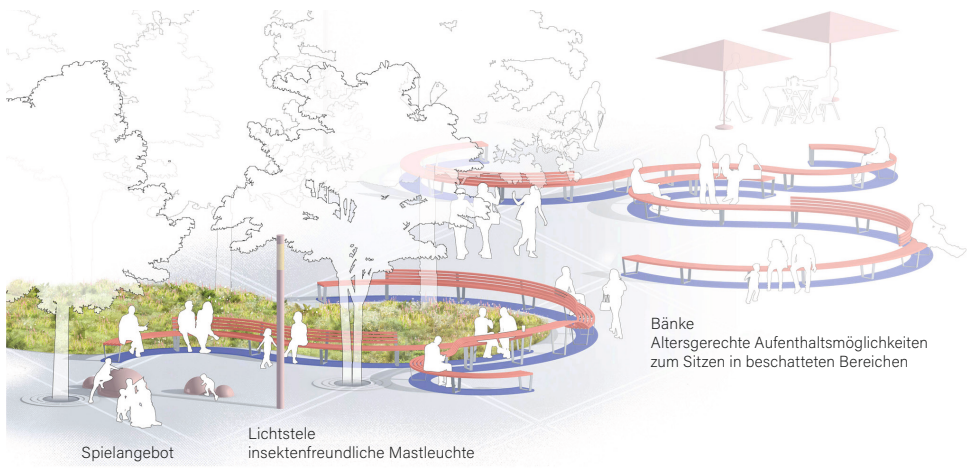 Bänke
Altersgerechte Aufenthaltsmöglichkeiten
zum Sitzen in beschatteten Bereichen
Lichtstele
insektenfreundliche Mastleuchte
Spielangebot